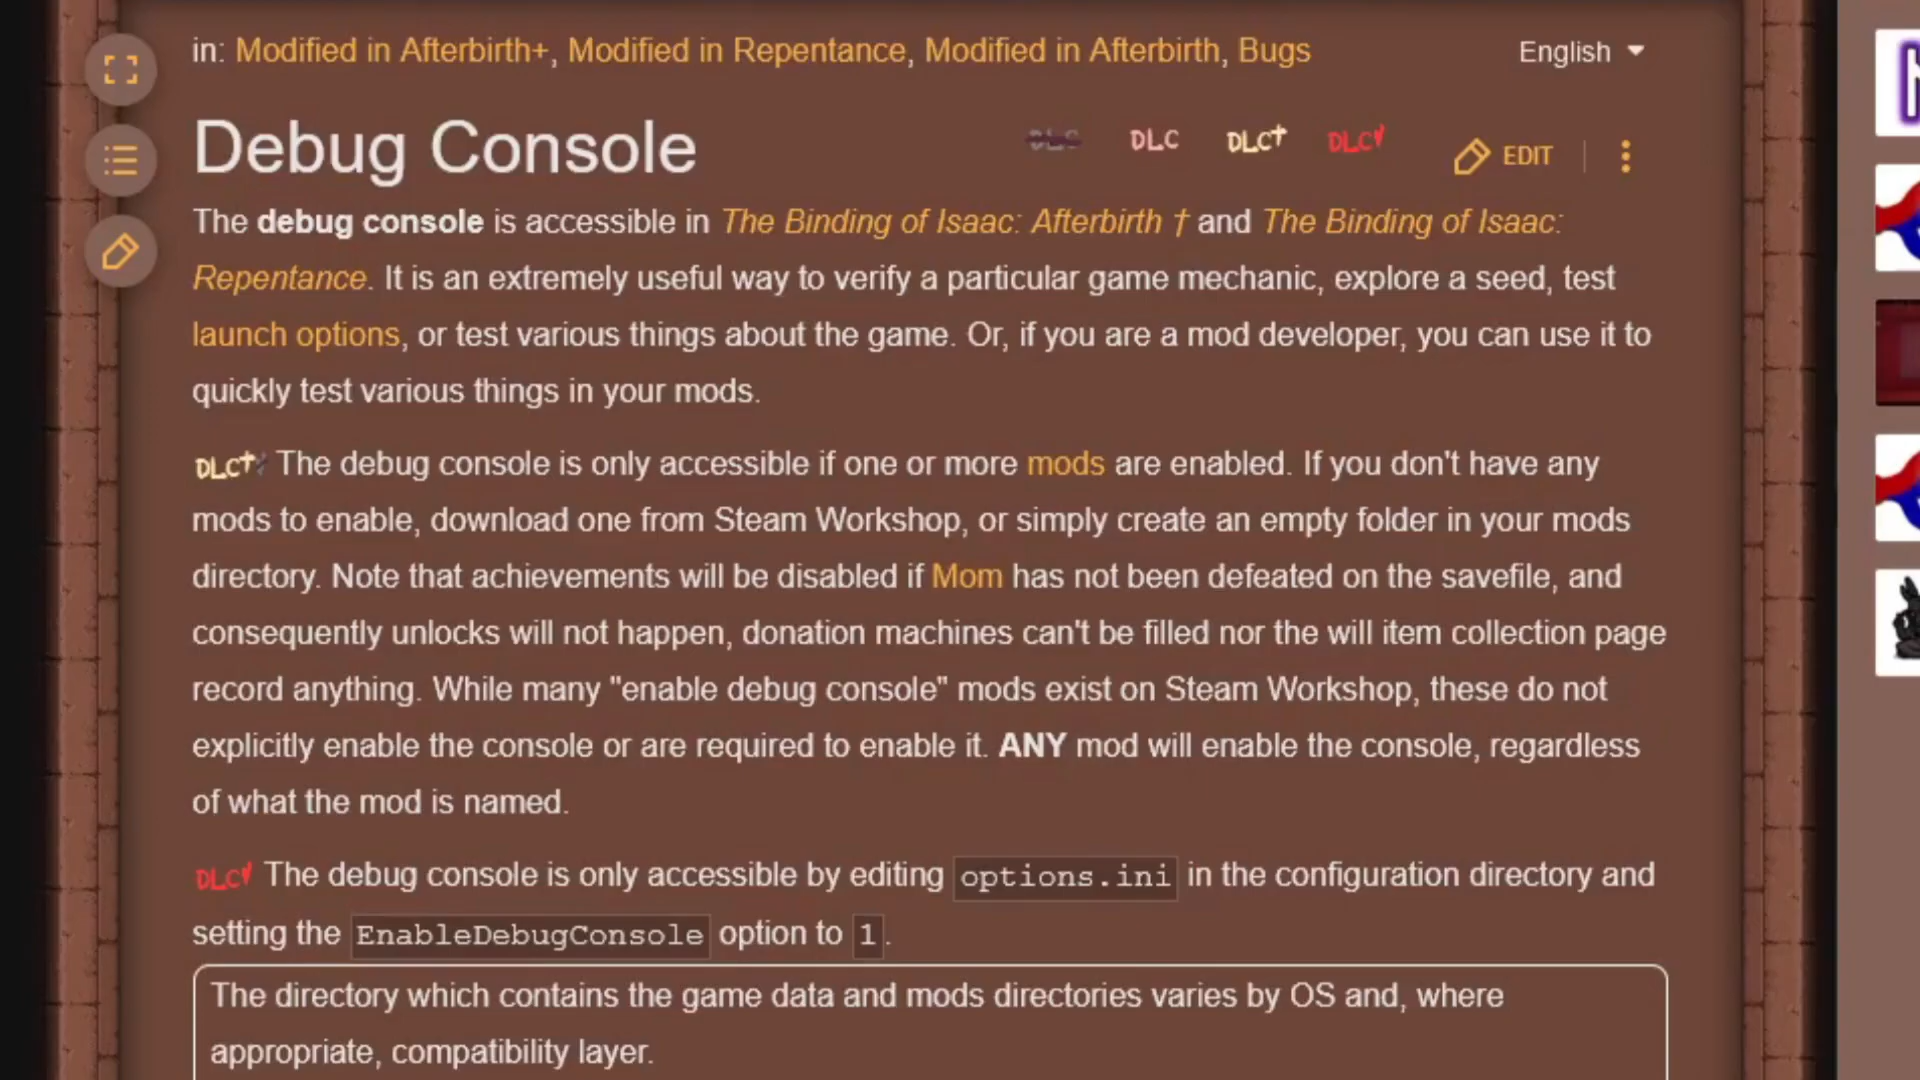 in: Modified in Afterbirth+, Modified in Repentance, Modified in Afterbirth, Bugs
English
Debug Console
DLC DLC DLC† DLC
EDIT
The debug console is accessible in The Binding of Isaac: Afterbirth † and The Binding of Isaac:
Repentance. It is an extremely useful way to verify a particular game mechanic, explore a seed, test
launch options, or test various things about the game. Or, if you are a mod developer, you can use it to
quickly test various things in your mods.
DLC† The debug console is only accessible if one or more mods are enabled. If you don't have any
mods to enable, download one from Steam Workshop, or simply create an empty folder in your mods
directory. Note that achievements will be disabled if Mom has not been defeated on the savefile, and
consequently unlocks will not happen, donation machines can't be filled nor the will item collection page
record anything. While many "enable debug console" mods exist on Steam Workshop, these do not
explicitly enable the console or are required to enable it. ANY mod will enable the console, regardless
of what the mod is named.
DLC The debug console is only accessible by editing options.ini in the configuration directory and
setting the EnableDebugConsole option to 1.
The directory which contains the game data and mods directories varies by OS and, where
appropriate, compatibility layer.